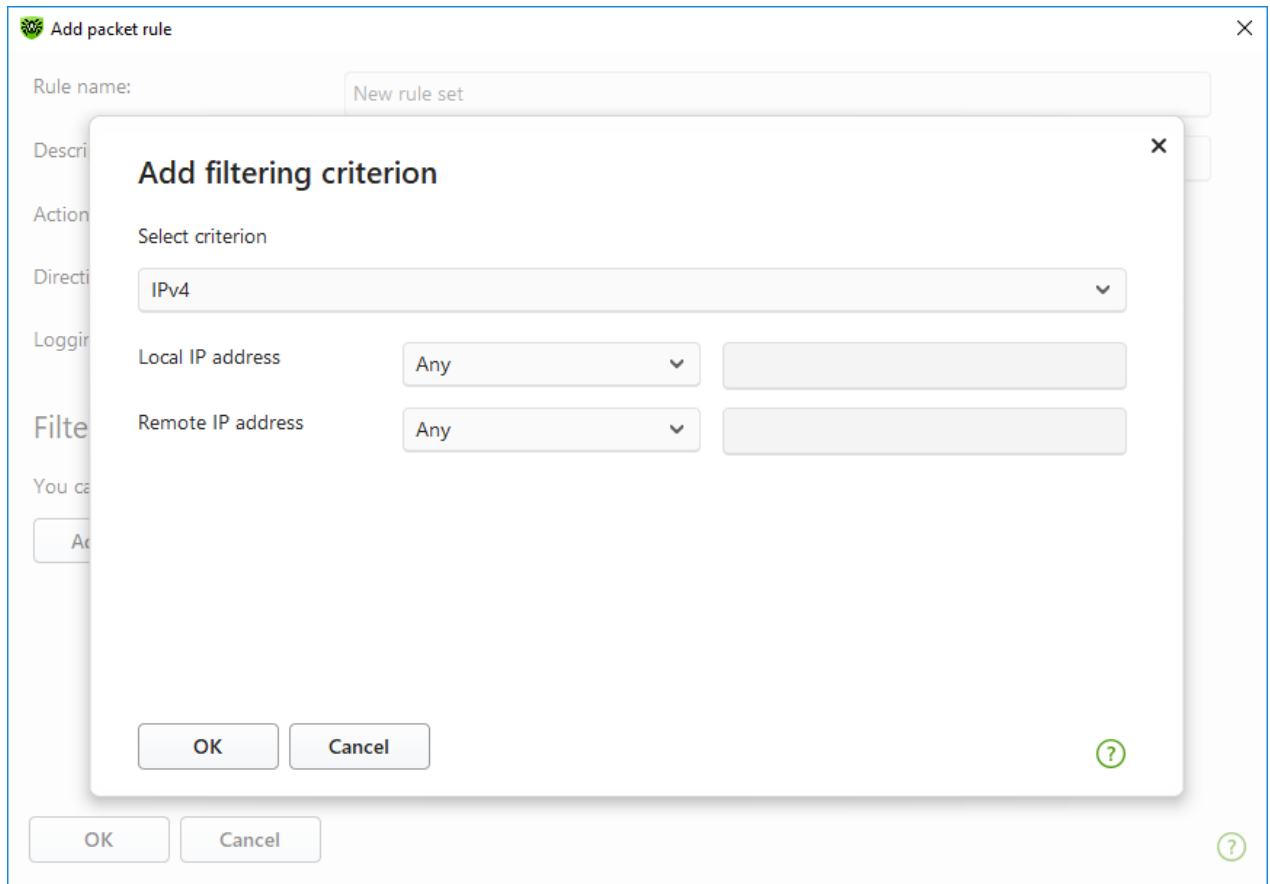 Add packet rule
Rule name:
New rule set
Descri
Action
Directi
Loggin
Filte
You ca
Ad
Add filtering criterion
Select criterion
IPv4
Local IP address Any
Remote IP address Any
OK Cancel
?
OK Cancel
?